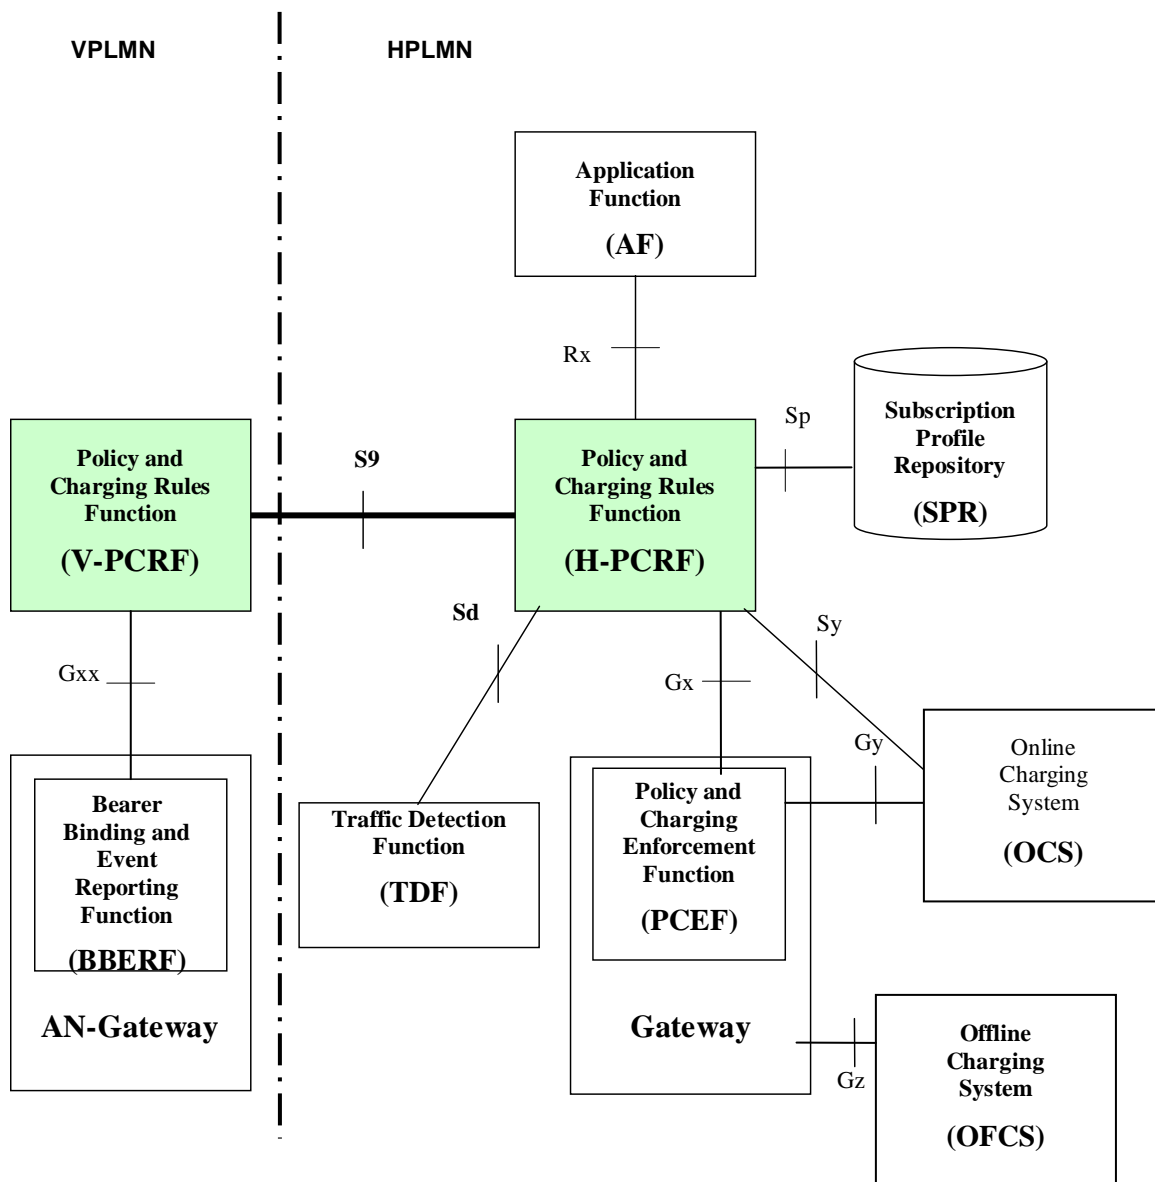 VPLMN
HPLMN
Application
Function
(AF)
Rx
Sp
Subscription
Profile
Repository
(SPR)
Policy and
Charging Rules
Function
(V-PCRF)
S9
Policy and
Charging Rules
Function
(H-PCRF)
Gxx
Sd
Gx
Sy
Gy
Bearer
Binding and
Event
Reporting
Function
(BBERF)
AN-Gateway
Traffic Detection
Function
(TDF)
Policy and
Charging
Enforcement
Function
(PCEF)
Gateway
Online
Charging
System
(OCS)
Gz
Offline
Charging
System
(OFCS)